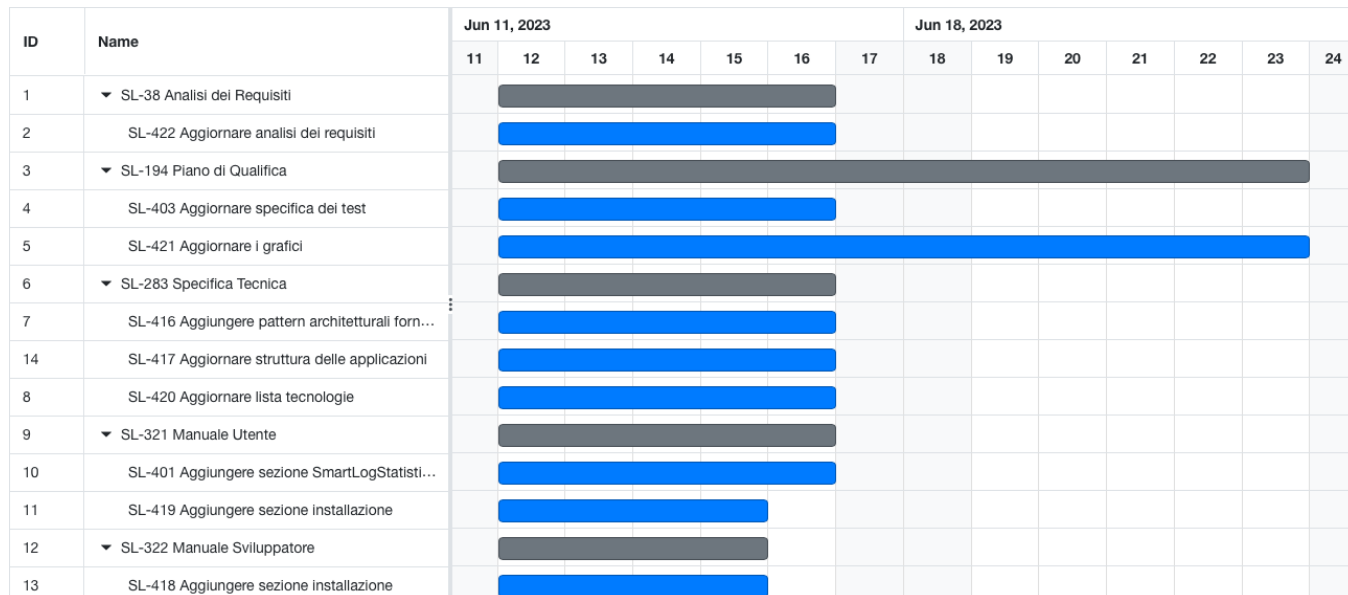 ID Name Jun 11, 2023 Jun 18, 2023
11 12 13 14 15 16 17 18 19 20 21 22 23 24
1 SL-38 Analisi dei Requisiti
2 SL-422 Aggiornare analisi dei requisiti
3 SL-194 Piano di Qualifica
4 SL-403 Aggiornare specifica dei test
5 SL-421 Aggiornare i grafici
6 SL-283 Specifica Tecnica
7 SL-416 Aggiungere pattern architetturali forn...
14 SL-417 Aggiornare struttura delle applicazioni
8 SL-420 Aggiornare lista tecnologie
9 SL-321 Manuale Utente
10 SL-401 Aggiungere sezione SmartLogStatisti...
11 SL-419 Aggiungere sezione installazione
12 SL-322 Manuale Sviluppatore
13 SL-418 Aggiungere sezione installazione